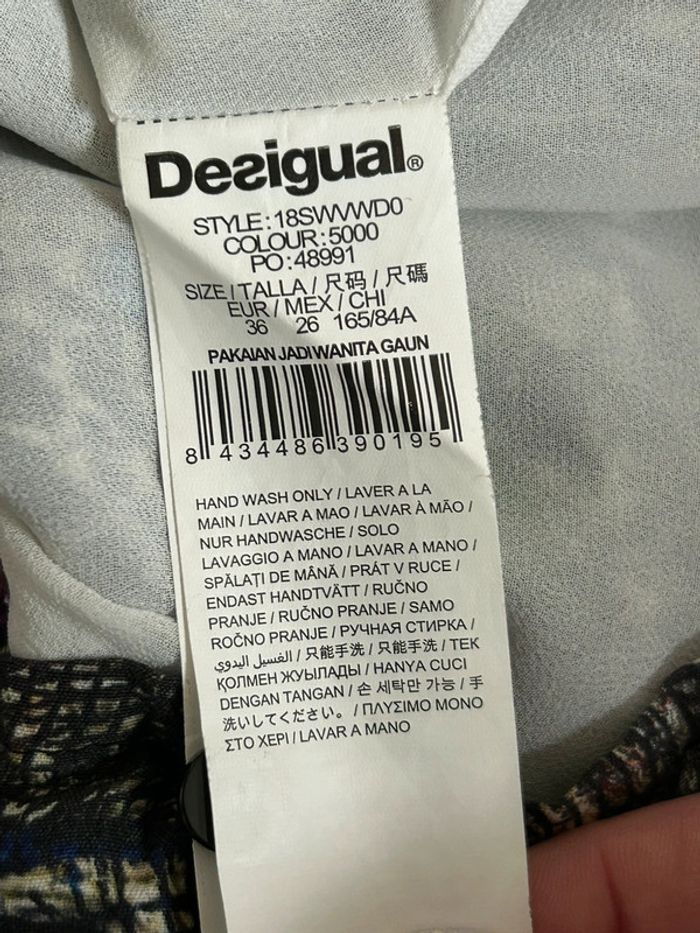 Desigual®
STYLE:18SWVWD0
COLOUR:5000
PO:48991
SIZE / TALLA / 尺码 / 尺碼
EUR / MEX / CHI
36 26 165/84A
PAKAIAN JADI WANITA GAUN
8 434486 390195
HAND WASH ONLY / LAVER A LA
MAIN / LAVAR A MAO / LAVAR À MÃO /
NUR HANDWASCHE / SOLO
LAVAGGIO A MANO / LAVAR A MANO /
SPĂLAȚI DE MÂNĂ / PRÁT V RUCE /
ENDAST HANDTVÄTT / RUČNO
PRANJE / RUČNO PRANJE / SAMO
ROČNO PRANJE / РУЧНАЯ СТИРКА /
الغسيل اليدوي / 只能手洗 / 只能手洗 / ТЕК
ҚОЛМЕН ЖУЫЛАДЫ / HANYA CUCI
DENGAN TANGAN / 손 세탁만 가능 / 手
洗いしてください。 / ΠΛΥΣΙΜΟ ΜΟΝΟ
ΣΤΟ ΧΕΡΙ / LAVAR A MANO